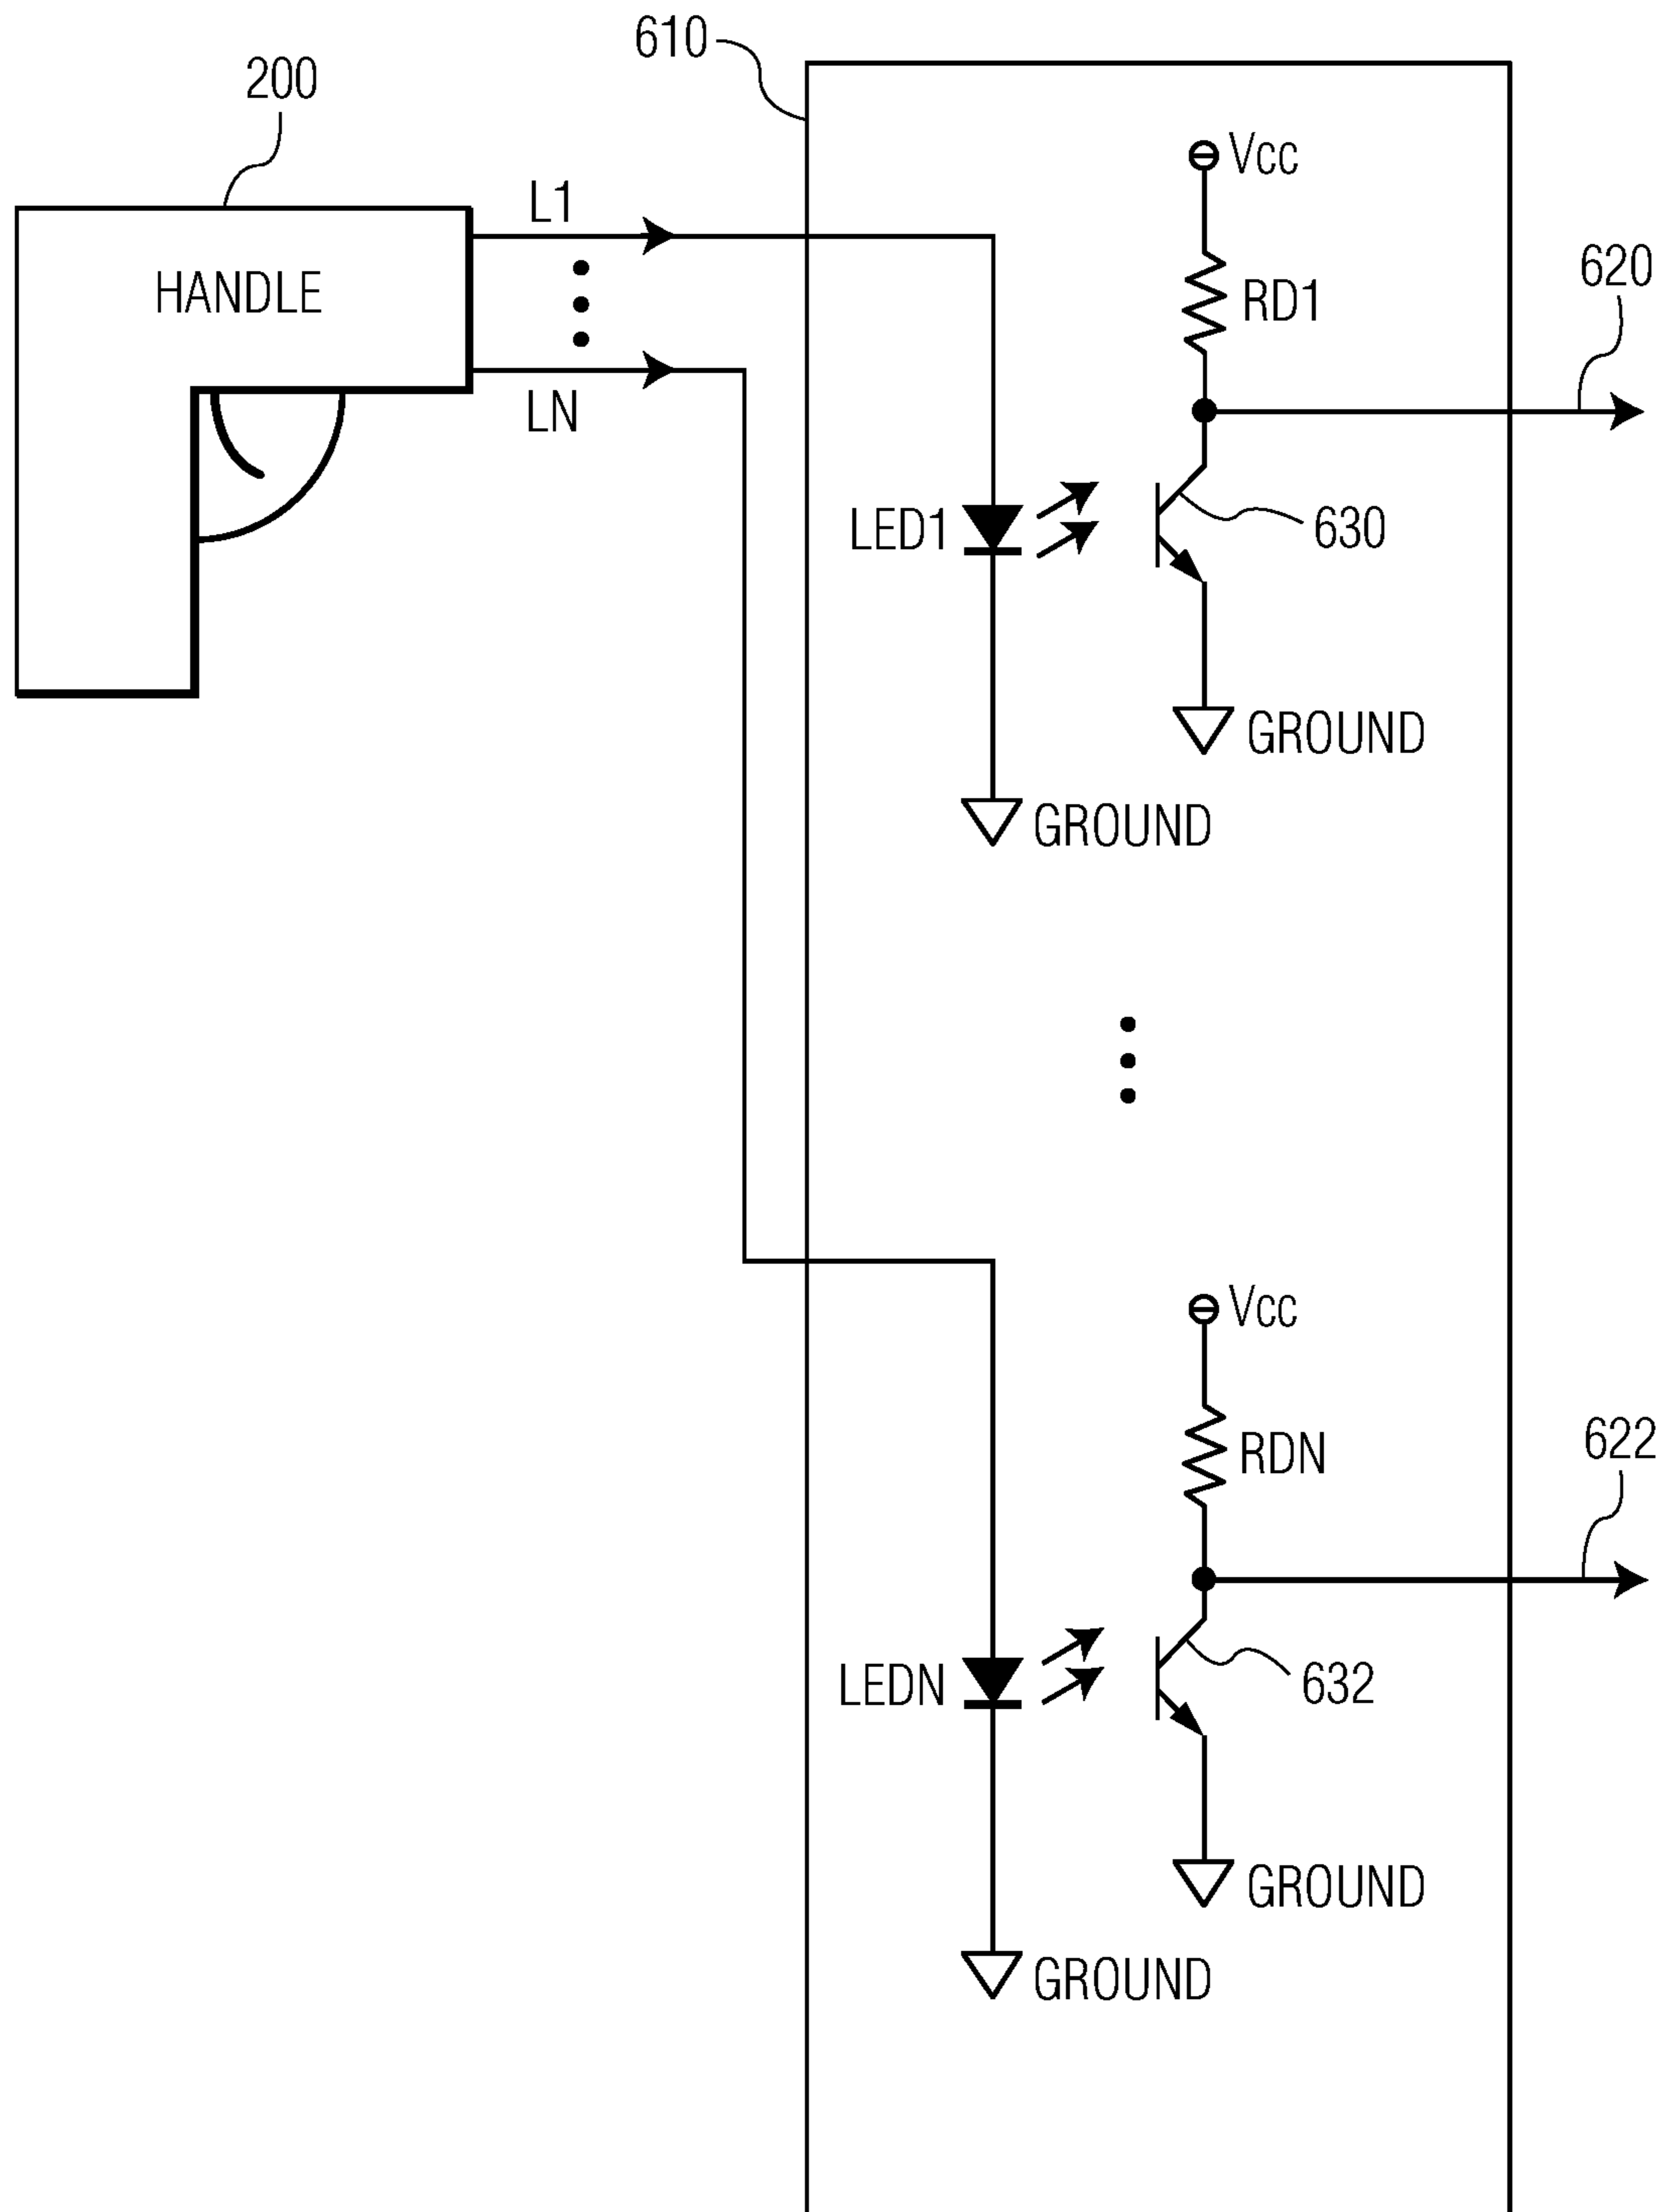 610
200
Vcc
L1
620
HANDLE
RD1
LN
LED1
630
GROUND
GROUND
Vcc
622
RDN
LEDN
632
GROUND
GROUND